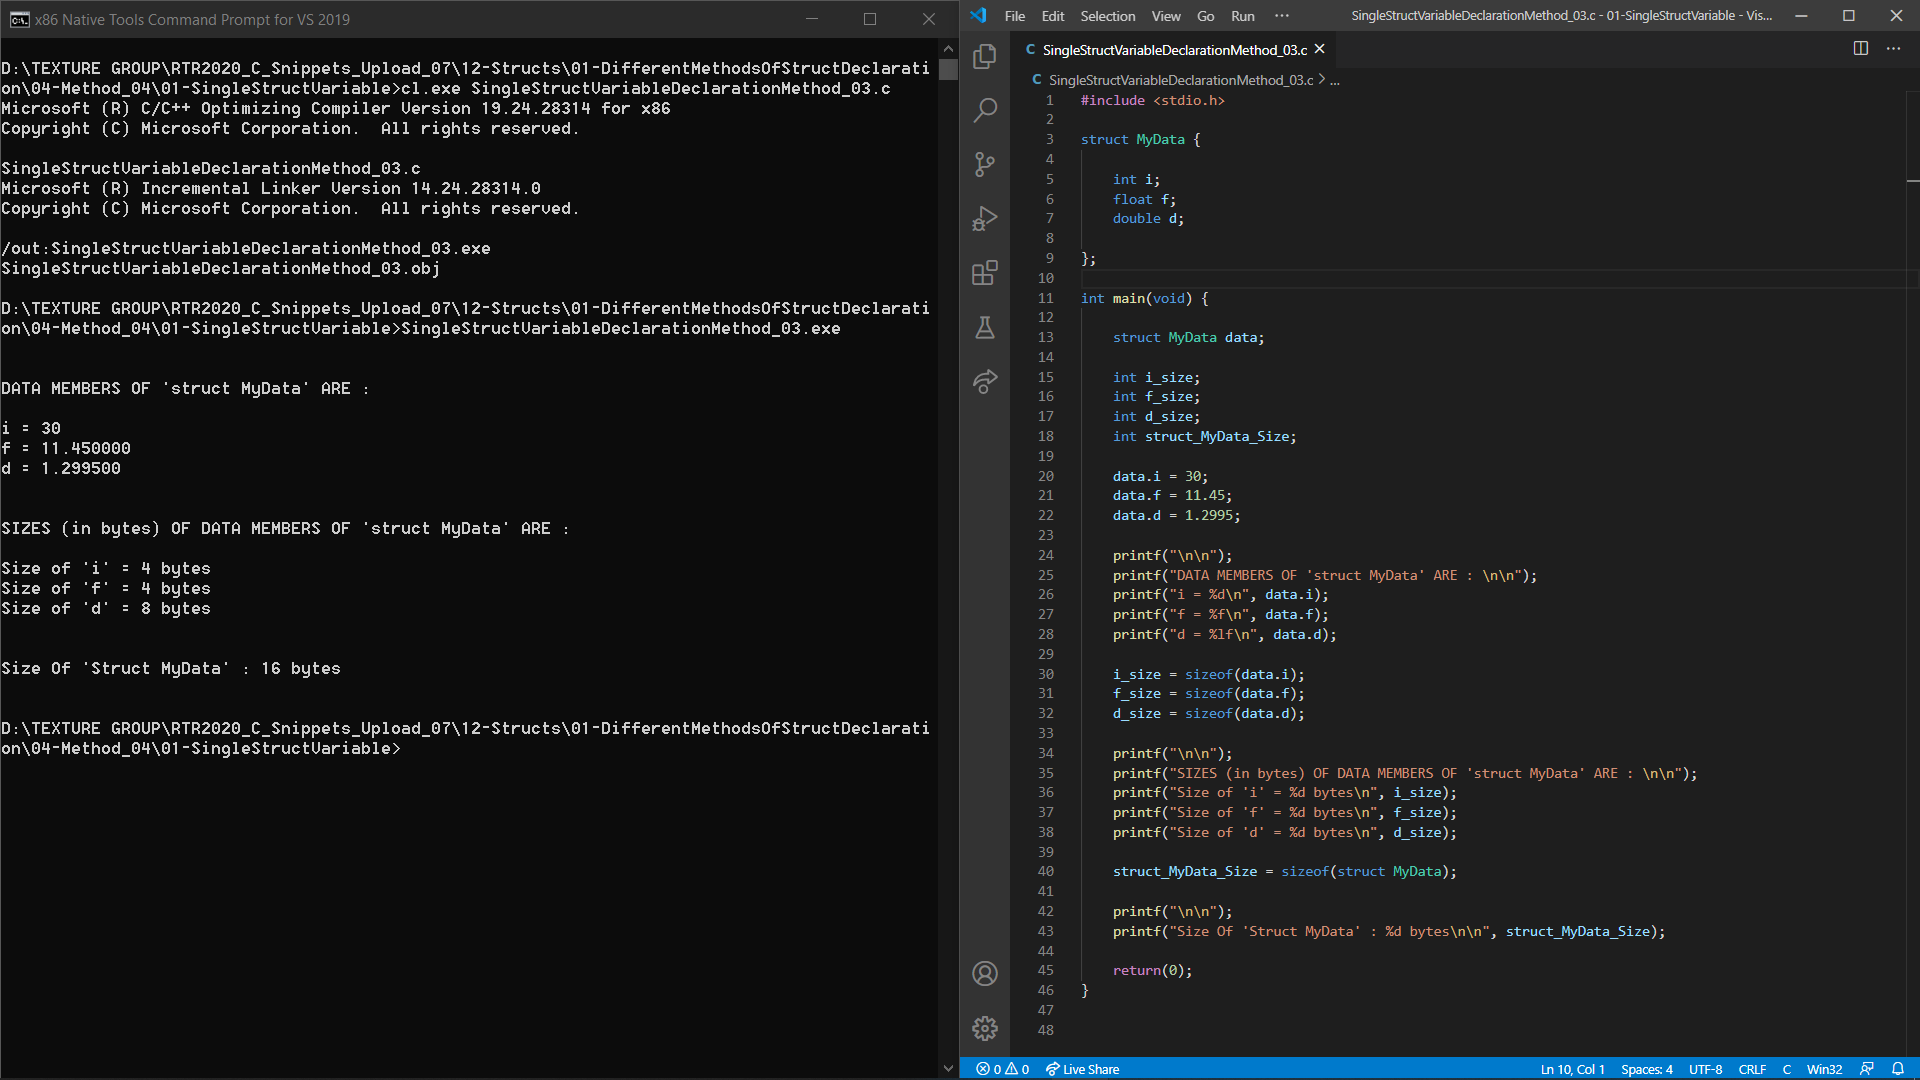 x86 Native Tools Command Prompt for VS 2019
D:\TEXTURE GROUP\RTR2020_C_Snippets_Upload_07\12-Structs\01-DifferentMethodsOfStructDeclarati
on\04-Method_04\01-SingleStructVariable>cl.exe SingleStructVariableDeclarationMethod_03.c
Microsoft (R) C/C++ Optimizing Compiler Version 19.24.28314 for x86
Copyright (C) Microsoft Corporation.  All rights reserved.
SingleStructVariableDeclarationMethod_03.c
Microsoft (R) Incremental Linker Version 14.24.28314.0
Copyright (C) Microsoft Corporation.  All rights reserved.
/out:SingleStructVariableDeclarationMethod_03.exe
SingleStructVariableDeclarationMethod_03.obj
D:\TEXTURE GROUP\RTR2020_C_Snippets_Upload_07\12-Structs\01-DifferentMethodsOfStructDeclarati
on\04-Method_04\01-SingleStructVariable>SingleStructVariableDeclarationMethod_03.exe
DATA MEMBERS OF 'struct MyData' ARE :
i = 30
f = 11.450000
d = 1.299500
SIZES (in bytes) OF DATA MEMBERS OF 'struct MyData' ARE :
Size of 'i' = 4 bytes
Size of 'f' = 4 bytes
Size of 'd' = 8 bytes
Size Of 'Struct MyData' : 16 bytes
D:\TEXTURE GROUP\RTR2020_C_Snippets_Upload_07\12-Structs\01-DifferentMethodsOfStructDeclarati
on\04-Method_04\01-SingleStructVariable>
File Edit Selection View Go Run ··· SingleStructVariableDeclarationMethod_03.c - 01-SingleStructVariable - Vis...
C SingleStructVariableDeclarationMethod_03.c
C SingleStructVariableDeclarationMethod_03.c > ...
1 #include <stdio.h>
2
3 struct MyData {
4
5 int i;
6 float f;
7 double d;
8
9 };
10
11 int main(void) {
12
13 struct MyData data;
14
15 int i_size;
16 int f_size;
17 int d_size;
18 int struct_MyData_Size;
19
20 data.i = 30;
21 data.f = 11.45;
22 data.d = 1.2995;
23
24 printf("\n\n");
25 printf("DATA MEMBERS OF 'struct MyData' ARE : \n\n");
26 printf("i = %d\n", data.i);
27 printf("f = %f\n", data.f);
28 printf("d = %lf\n", data.d);
29
30 i_size = sizeof(data.i);
31 f_size = sizeof(data.f);
32 d_size = sizeof(data.d);
33
34 printf("\n\n");
35 printf("SIZES (in bytes) OF DATA MEMBERS OF 'struct MyData' ARE : \n\n");
36 printf("Size of 'i' = %d bytes\n", i_size);
37 printf("Size of 'f' = %d bytes\n", f_size);
38 printf("Size of 'd' = %d bytes\n", d_size);
39
40 struct_MyData_Size = sizeof(struct MyData);
41
42 printf("\n\n");
43 printf("Size Of 'Struct MyData' : %d bytes\n\n", struct_MyData_Size);
44
45 return(0);
46 }
47
48
0 0 Live Share Ln 10, Col 1 Spaces: 4 UTF-8 CRLF C Win32